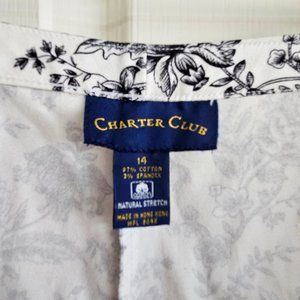 CHARTER CLUB
14
97% COTTON
3% SPANDEX
NATURAL STRETCH
MADE IN HONG KONG